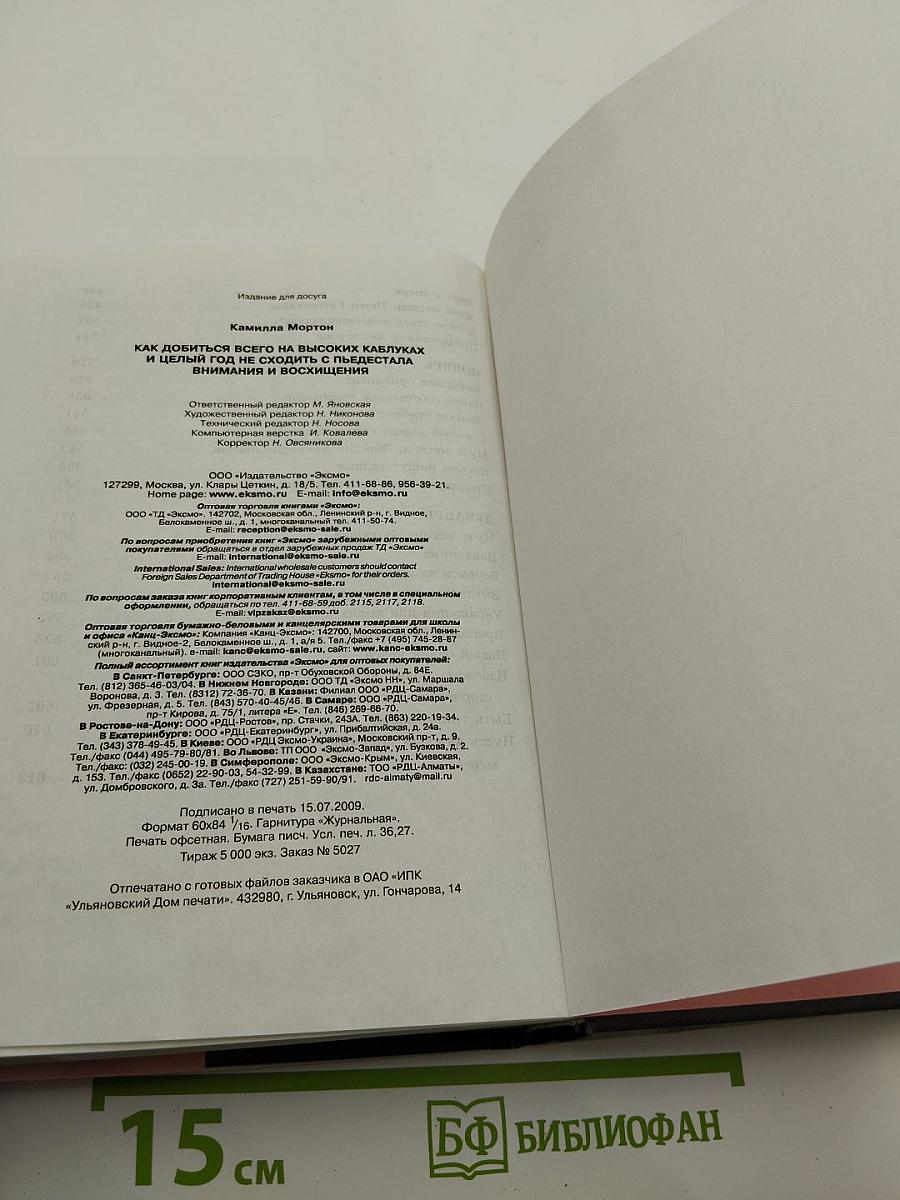 Издание для досуга
Камилла Мортон
КАК ДОБИТЬСЯ ВСЕГО НА ВЫСОКИХ КАБЛУКАХ
И ЦЕЛЫЙ ГОД НЕ СХОДИТЬ С ПЬЕДЕСТАЛА
ВНИМАНИЯ И ВОСХИЩЕНИЯ
Ответственный редактор М. Яновская
Художественный редактор Н. Никонова
Технический редактор Н. Носова
Компьютерная верстка И. Ковалева
Корректор Н. Овсяникова
ООО «Издательство «Эксмо»
127299, Москва, ул. Клары Цеткин, д. 18/5. Тел. 411-68-86, 956-39-21.
Home page: www.eksmo.ru E-mail: info@eksmo.ru
Оптовая торговля книгами «Эксмо»:
ООО «ТД «Эксмо». 142702, Московская обл., Ленинский р-н, г. Видное,
Белокаменное ш., д. 1, многоканальный тел. 411-50-74.
E-mail: reception@eksmo-sale.ru
По вопросам приобретения книг «Эксмо» зарубежными оптовыми
покупателями обращаться в отдел зарубежных продаж ТД «Эксмо»
E-mail: international@eksmo-sale.ru
International Sales: International wholesale customers should contact
Foreign Sales Department of Trading House «Eksmo» for their orders.
international@eksmo-sale.ru
По вопросам заказа книг корпоративным клиентам, в том числе в специальном
оформлении, обращаться по тел. 411-68-59 доб. 2115, 2117, 2118.
E-mail: vipzakaz@eksmo.ru
Оптовая торговля бумажно-беловыми и канцелярскими товарами для школы
и офиса «Канц-Эксмо»: Компания «Канц-Эксмо»: 142700, Московская обл., Ленин-
ский р-н, г. Видное-2, Белокаменное ш., д. 1, а/я 5. Тел./факс +7 (495) 745-28-87
(многоканальный). e-mail: kanc@eksmo-sale.ru, сайт: www.kanc-eksmo.ru
Полный ассортимент книг издательства «Эксмо» для оптовых покупателей:
В Санкт-Петербурге: ООО СЗКО, пр-т Обуховской Обороны, д. 84Е.
Тел. (812) 365-46-03/04. В Нижнем Новгороде: ООО ТД «Эксмо НН», ул. Маршала
Воронова, д. 3. Тел. (8312) 72-36-70. В Казани: Филиал ООО «РДЦ-Самара»,
ул. Фрезерная, д. 5. Тел. (843) 570-40-45/46. В Самаре: ООО «РДЦ-Самара»,
пр-т Кирова, д. 75/1, литера «Е». Тел. (846) 269-66-70.
В Ростове-на-Дону: ООО «РДЦ-Ростов», пр. Стачки, 243А. Тел. (863) 220-19-34.
В Екатеринбурге: ООО «РДЦ-Екатеринбург», ул. Прибалтийская, д. 24а.
Тел. (343) 378-49-45. В Киеве: ООО «РДЦ Эксмо-Украина», Московский пр-т, д. 9.
Тел./факс (044) 495-79-80/81. Во Львове: ТП ООО «Эксмо-Запад», ул. Бузкова, д. 2.
Тел./факс: (032) 245-00-19. В Симферополе: ООО «Эксмо-Крым», ул. Киевская,
д. 153. Тел./факс (0652) 22-90-03, 54-32-99. В Казахстане: ТОО «РДЦ-Алматы»,
ул. Домбровского, д. 3а. Тел./факс (727) 251-59-90/91. rdc-almaty@mail.ru
Подписано в печать 15.07.2009.
Формат 60x84 1/16. Гарнитура «Журнальная».
Печать офсетная. Бумага писч. Усл. печ. л. 36,27.
Тираж 5 000 экз. Заказ № 5027
Отпечатано с готовых файлов заказчика в ОАО «ИПК
«Ульяновский Дом печати». 432980, г. Ульяновск, ул. Гончарова, 14
15 см
БФ БИБЛИОФАН